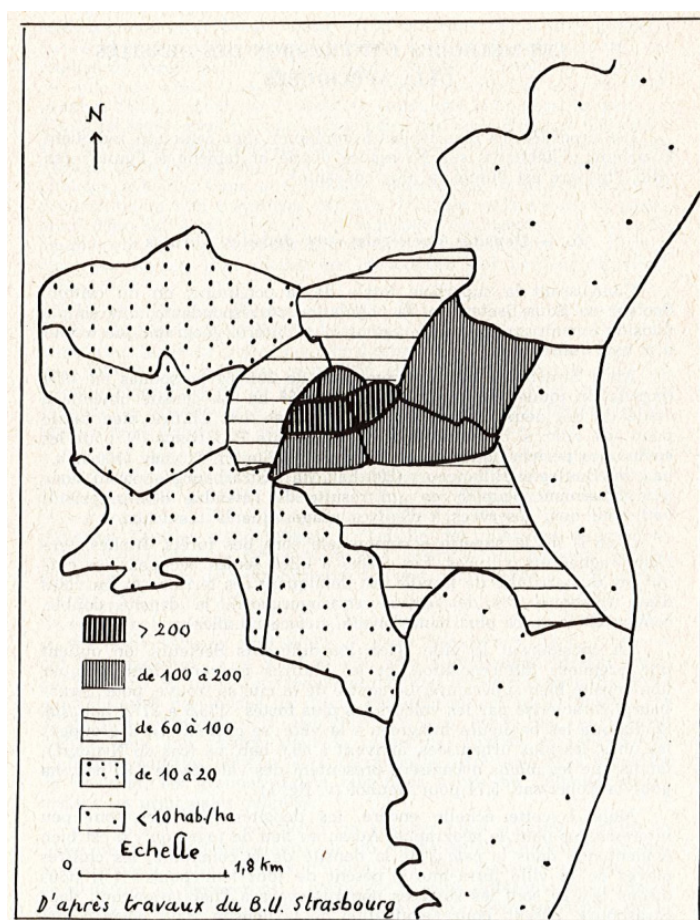 N
> 200
de 100 à 200
de 60 à 100
de 10 à 20
< 10 hab/ha
Echelle
0 1,8 km
D'après travaux du B.U. Strasbourg